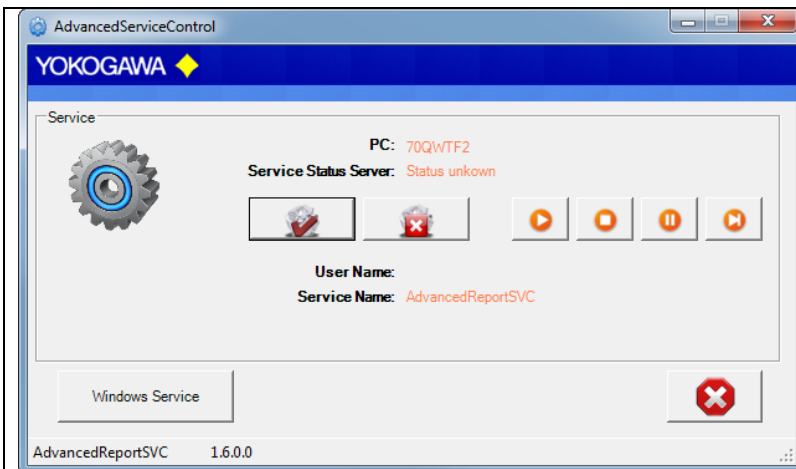 AdvancedServiceControl
YOKOGAWA
Service
PC: 70QWTF2
Service Status Server: Status unkown
User Name:
Service Name: AdvancedReportSVC
Windows Service
AdvancedReportSVC 1.6.0.0